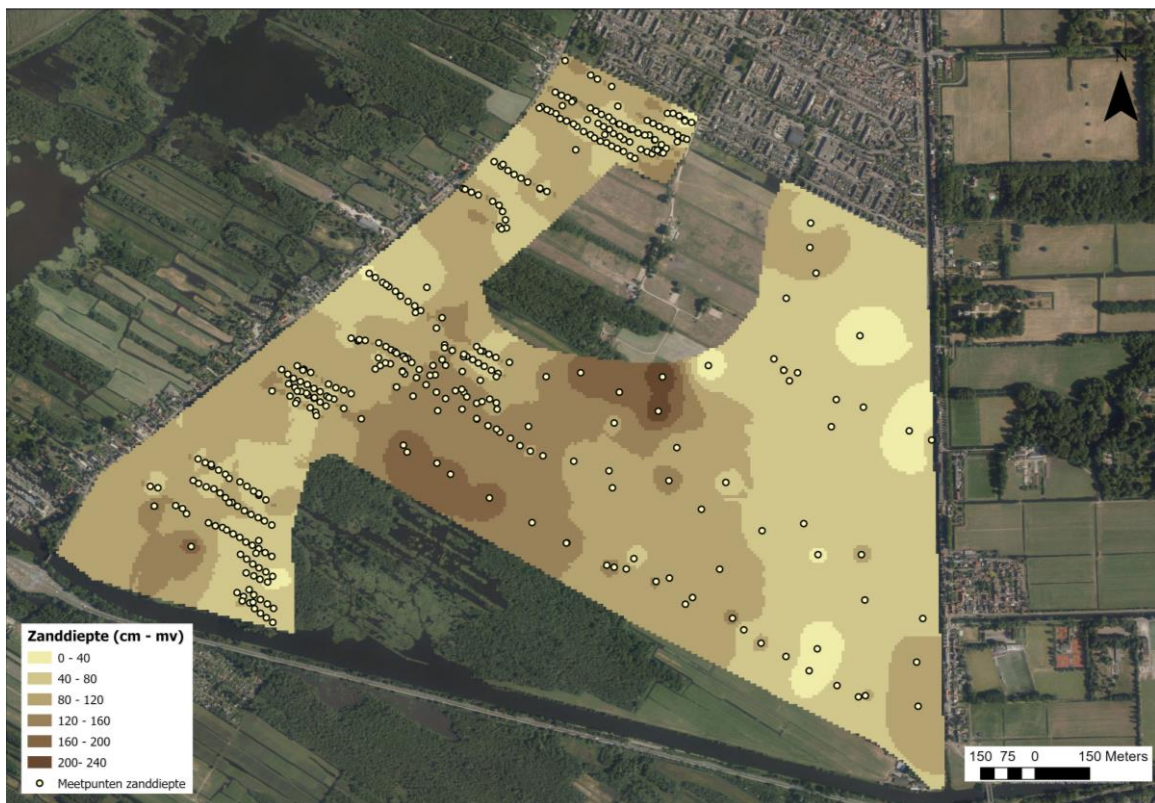 N
Zanddiepte (cm - mv)
0 - 40
40 - 80
80 - 120
120 - 160
160 - 200
200- 240
Meetpunten zanddiepte
150 75 0 150 Meters